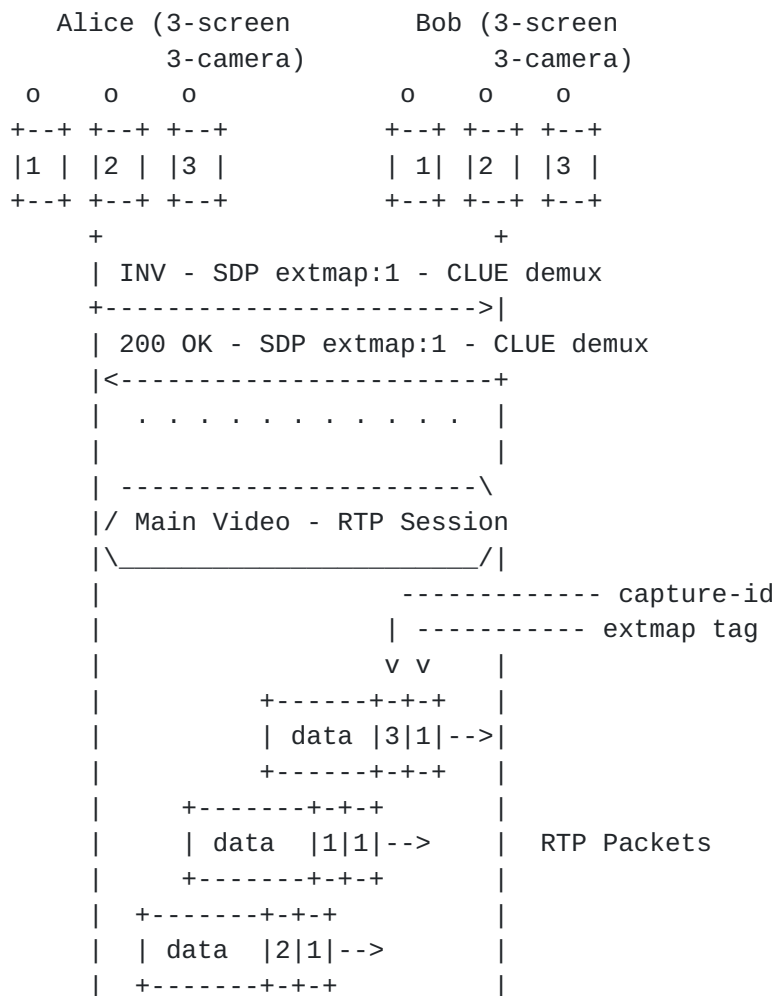 Alice (3-screen        Bob (3-screen
          3-camera)            3-camera)
 o    o    o             o    o    o
+--+ +--+ +--+          +--+ +--+ +--+
|1 | |2 | |3 |          | 1| |2 | |3 |
+--+ +--+ +--+          +--+ +--+ +--+
     +                         +
     | INV - SDP extmap:1 - CLUE demux
     +------------------------>|
     | 200 OK - SDP extmap:1 - CLUE demux
     |<------------------------+
     |  . . . . . . . . . . .  |
     |                         |
     | -----------------------\
     |/ Main Video - RTP Session
     |\_______________________/|
     |                   ------------- capture-id
     |                  | ----------- extmap tag
     |                  v v    |
     |          +------+-+-+   |
     |          | data |3|1|-->|
     |          +------+-+-+   |
     |     +-------+-+-+       |
     |     | data  |1|1|-->    |  RTP Packets
     |     +-------+-+-+       |
     |  +-------+-+-+          |
     |  | data  |2|1|-->       |
     |  +-------+-+-+          |